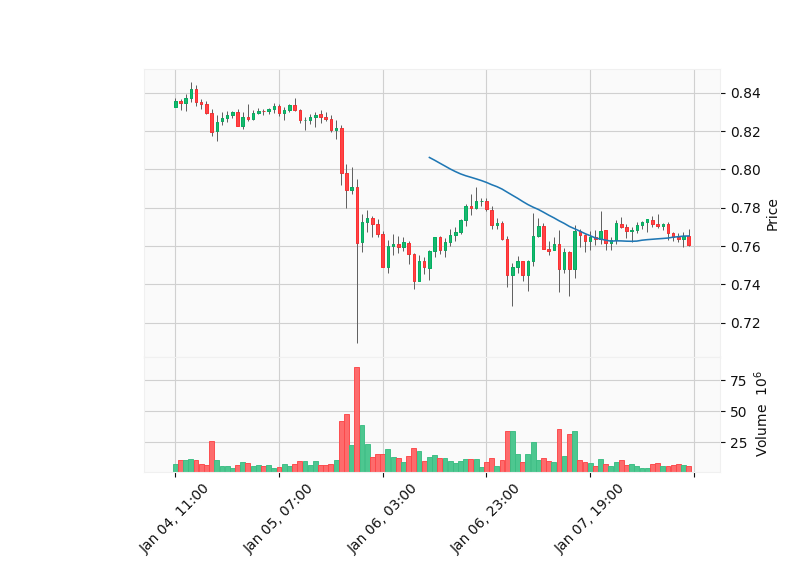 0.84
0.82
0.80
0.78
0.76
0.74
0.72
Price
75
50
25
Volume 10⁶
Jan 04, 11:00
Jan 05, 07:00
Jan 06, 03:00
Jan 06, 23:00
Jan 07, 19:00